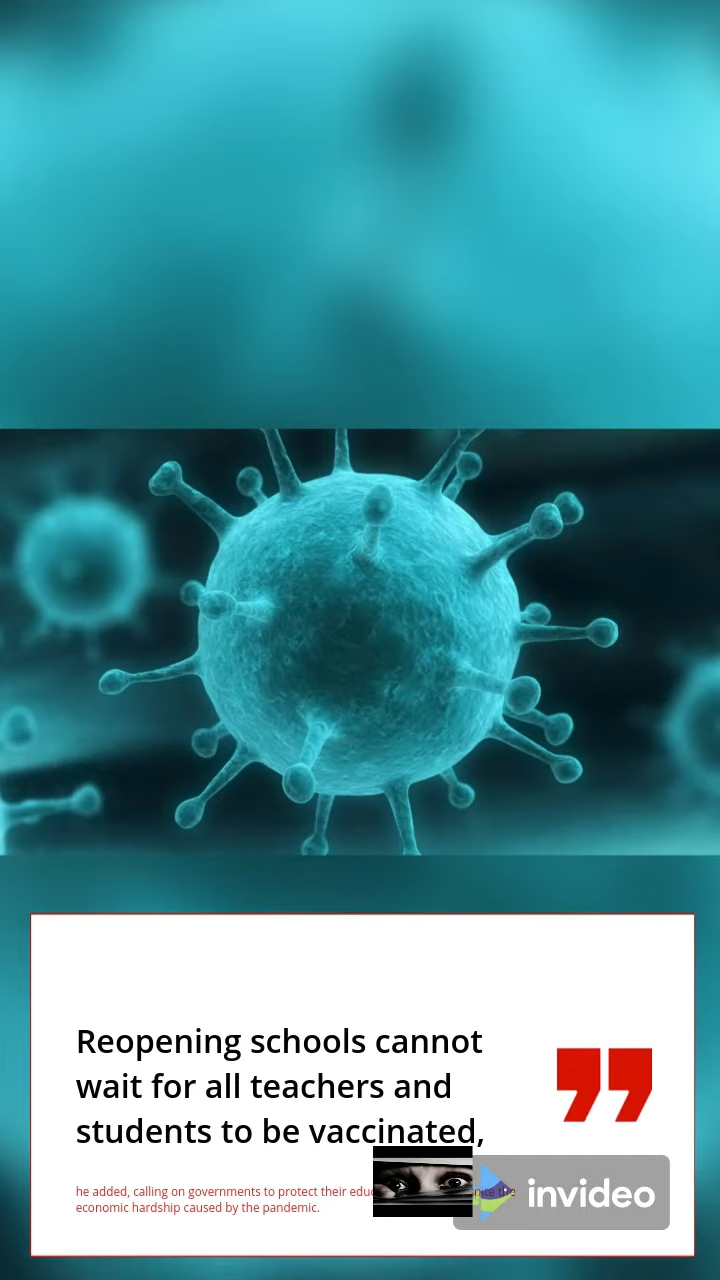 Reopening schools cannot
wait for all teachers and
students to be vaccinated,
he added, calling on governments to protect their the
economic hardship caused by the pandemic.
invideo